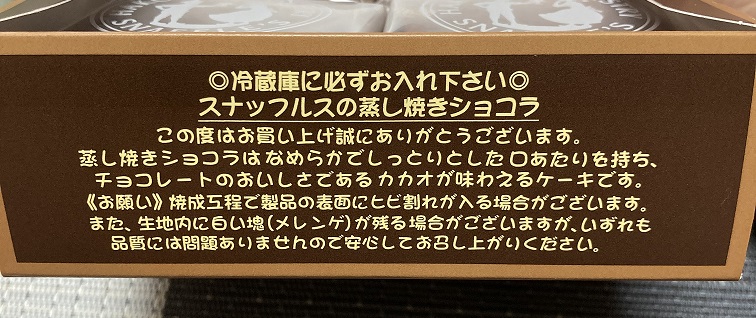 ◎冷蔵庫に必ずお入れ下さい◎
スナッフルスの蒸し焼きショコラ
この度はお買い上げ誠にありがとうございます。
蒸し焼きショコラはなめらかでしっとりとした口あたりを持ち、
チョコレートのおいしさであるカカオが味わえるケーキです。
《お願い》焼成工程で製品の表面にヒビ割れが入る場合がございます。
また、生地内に白い塊(メレンゲ)が残る場合がございますが、いずれも
品質には問題ありませんので安心してお召し上がりください。